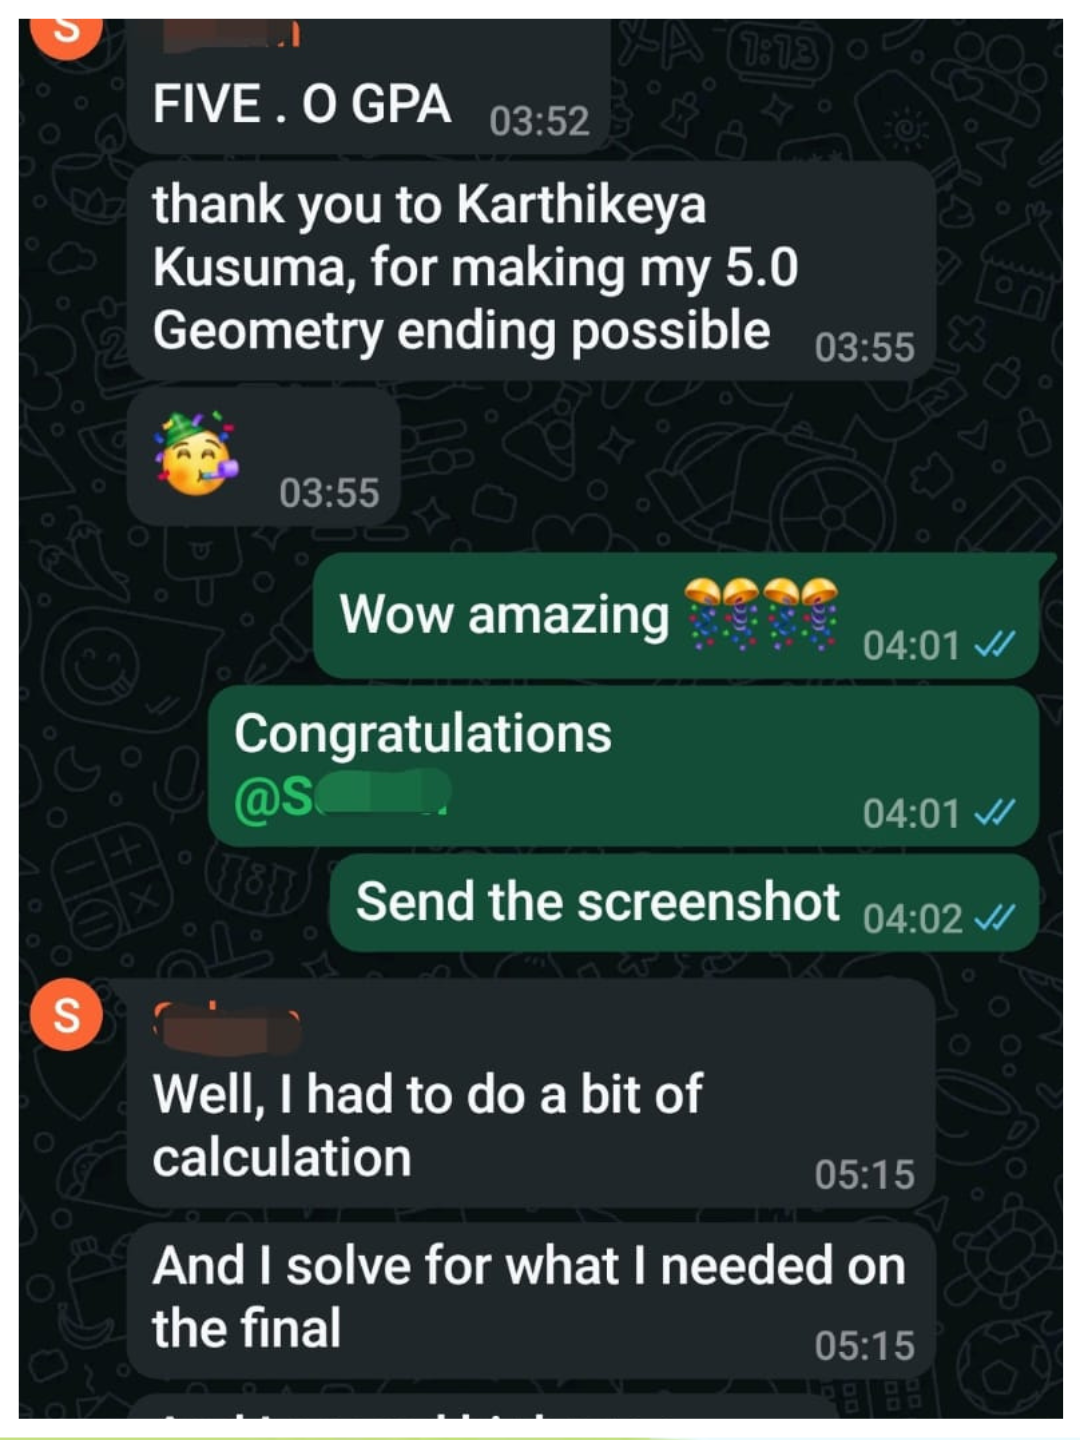 S
FIVE . O GPA 03:52
thank you to Karthikeya
Kusuma, for making my 5.0
Geometry ending possible 03:55
03:55
Wow amazing 04:01
Congratulations
@S
04:01
Send the screenshot 04:02
S
Well, I had to do a bit of
calculation 05:15
And I solve for what I needed on
the final 05:15